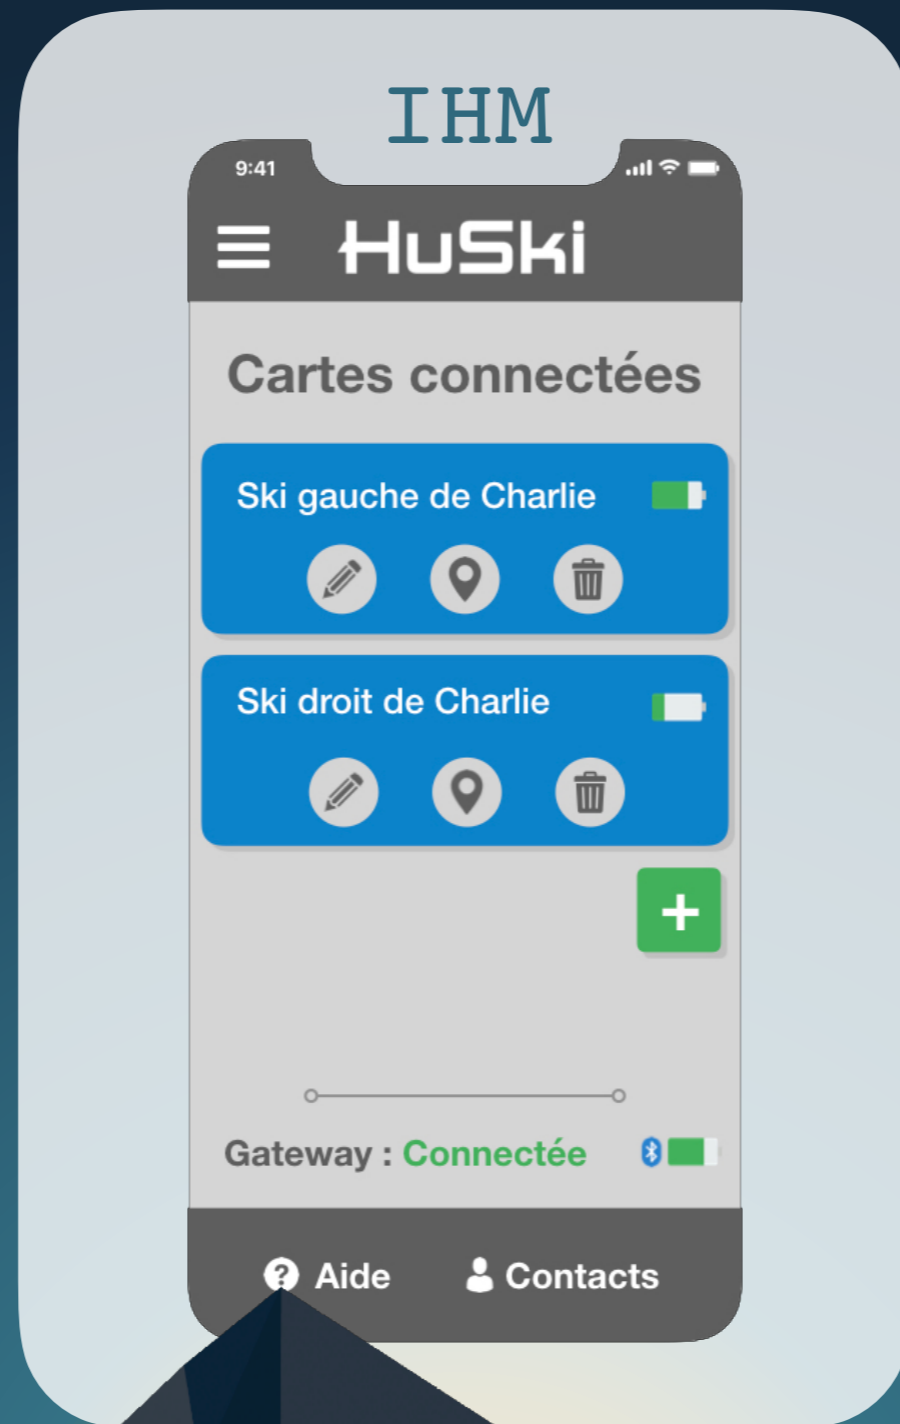 IHM
9:41
HuSki
Cartes connectées
Ski gauche de Charlie
Ski droit de Charlie
+
Gateway : Connectée
? Aide
Contacts